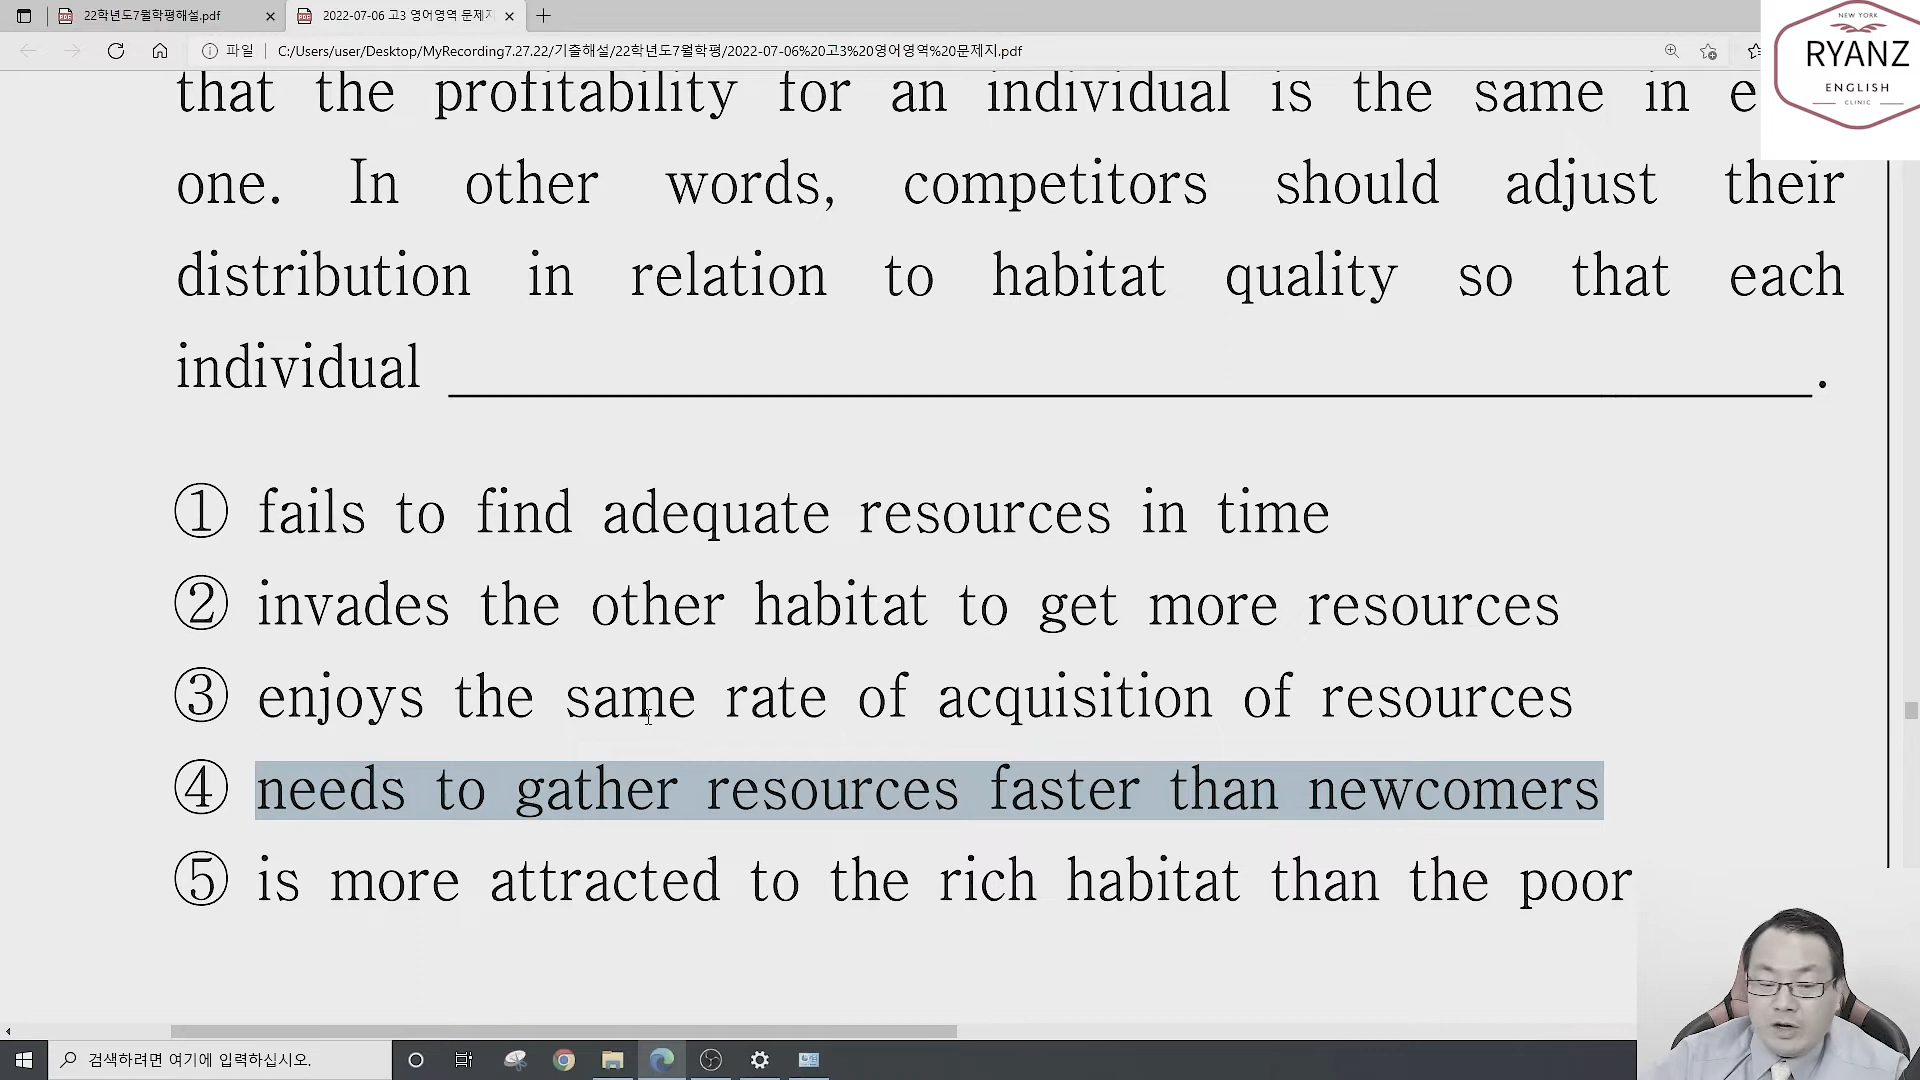 22학년도7월학평해설.pdf
2022-07-06 고3 영어영역 문제지
파일 C:/Users/user/Desktop/MyRecording7.27.22/기출해설/22학년도7월학평/2022-07-06%20고3%20영어영역%20문제지.pdf
NEW YORK
RYANZ
ENGLISH
CLINIC
that the profitability for an individual is the same in e
one. In other words, competitors should adjust their
distribution in relation to habitat quality so that each
individual ____.
① fails to find adequate resources in time
② invades the other habitat to get more resources
③ enjoys the same rate of acquisition of resources
④ needs to gather resources faster than newcomers
⑤ is more attracted to the rich habitat than the poor
검색하려면 여기에 입력하십시오.